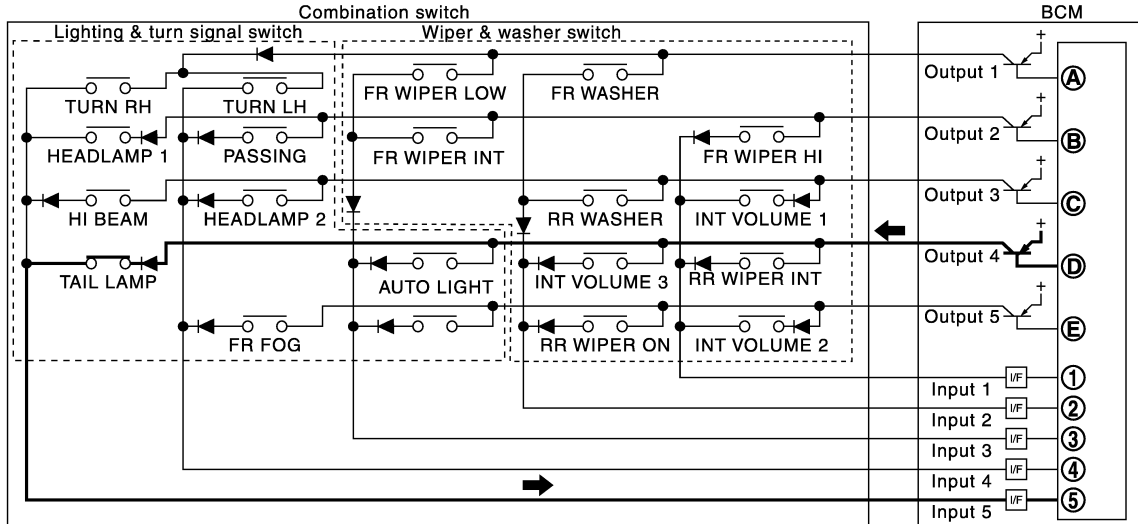 Combination switch
BCM
Lighting & turn signal switch
Wiper & washer switch
+
Output 1
A
TURN RH
TURN LH
FR WIPER LOW
FR WASHER
+
Output 2
B
HEADLAMP 1
PASSING
FR WIPER INT
FR WIPER HI
+
Output 3
C
HI BEAM
HEADLAMP 2
RR WASHER
INT VOLUME 1
+
Output 4
D
TAIL LAMP
AUTO LIGHT
INT VOLUME 3
RR WIPER INT
+
Output 5
E
FR FOG
RR WIPER ON
INT VOLUME 2
I/F
1
Input 1
I/F
2
Input 2
I/F
3
Input 3
I/F
4
Input 4
I/F
5
Input 5